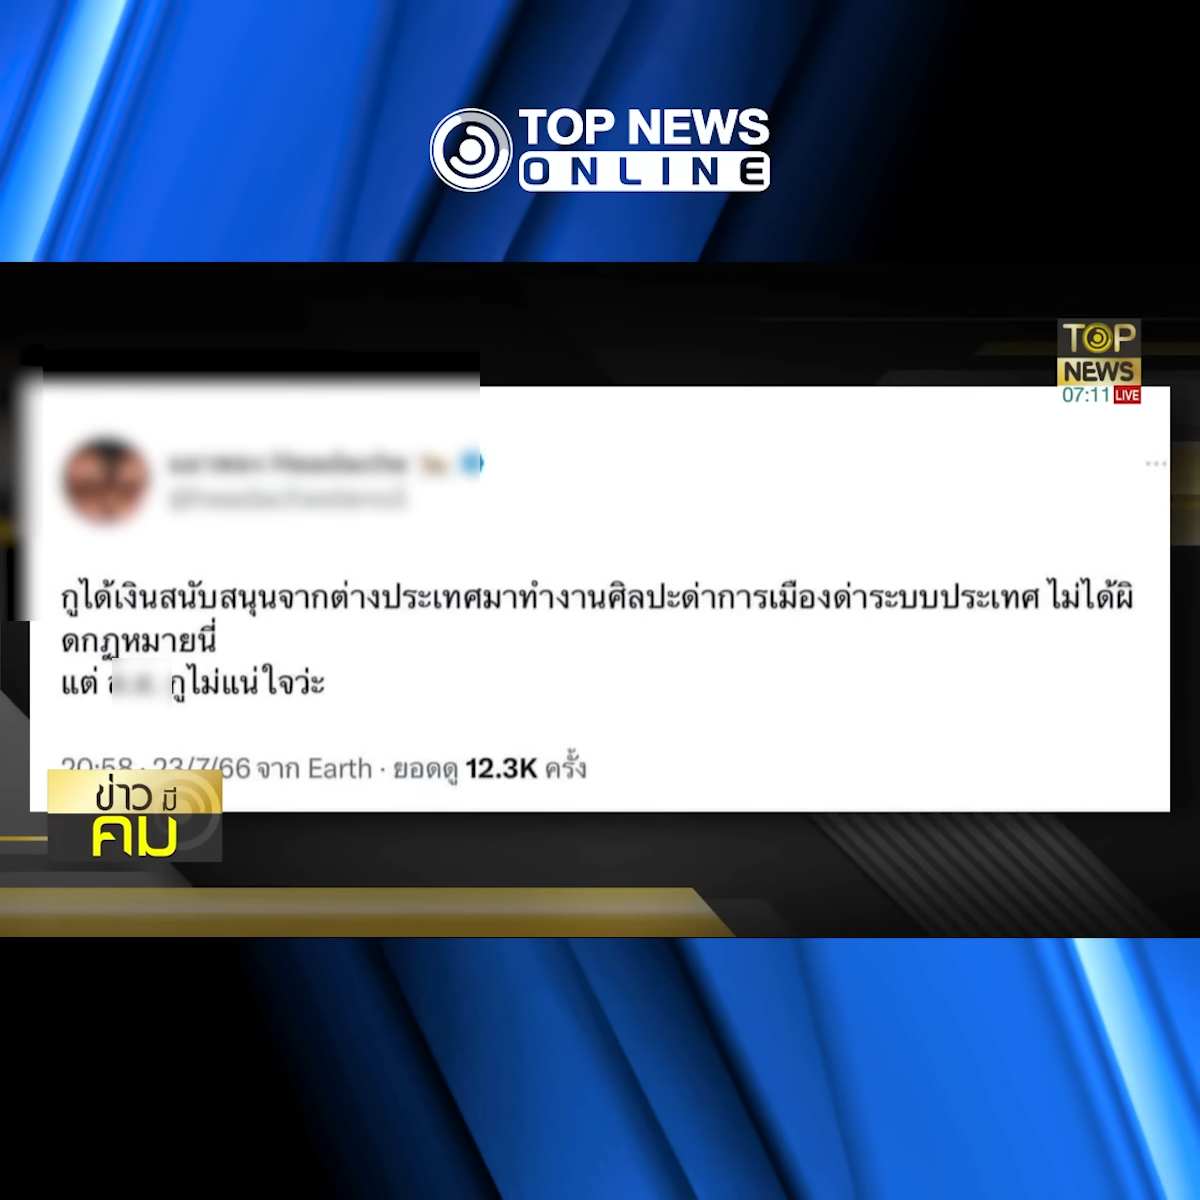 TOP NEWS
ONLINE
TOP
NEWS
07:11 LIVE
กูได้เงินสนับสนุนจากต่างประเทศมาทำงานศิลปะด่าการเมืองด่าระบบประเทศ ไม่ได้ผิ
ดกฎหมายนี่
แต่ กูไม่แน่ใจว่ะ
20:58 · 23/7/66 จาก Earth · ยอดดู 12.3K ครั้ง
ข่าวมี
คม